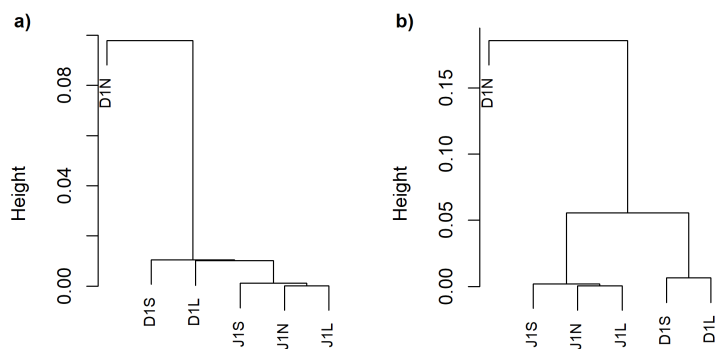 a)
Height
0.00
0.04
0.08
D1N
D1S
D1L
J1S
J1N
J1L
b)
Height
0.00
0.05
0.10
0.15
D1N
J1S
J1N
J1L
D1S
D1L